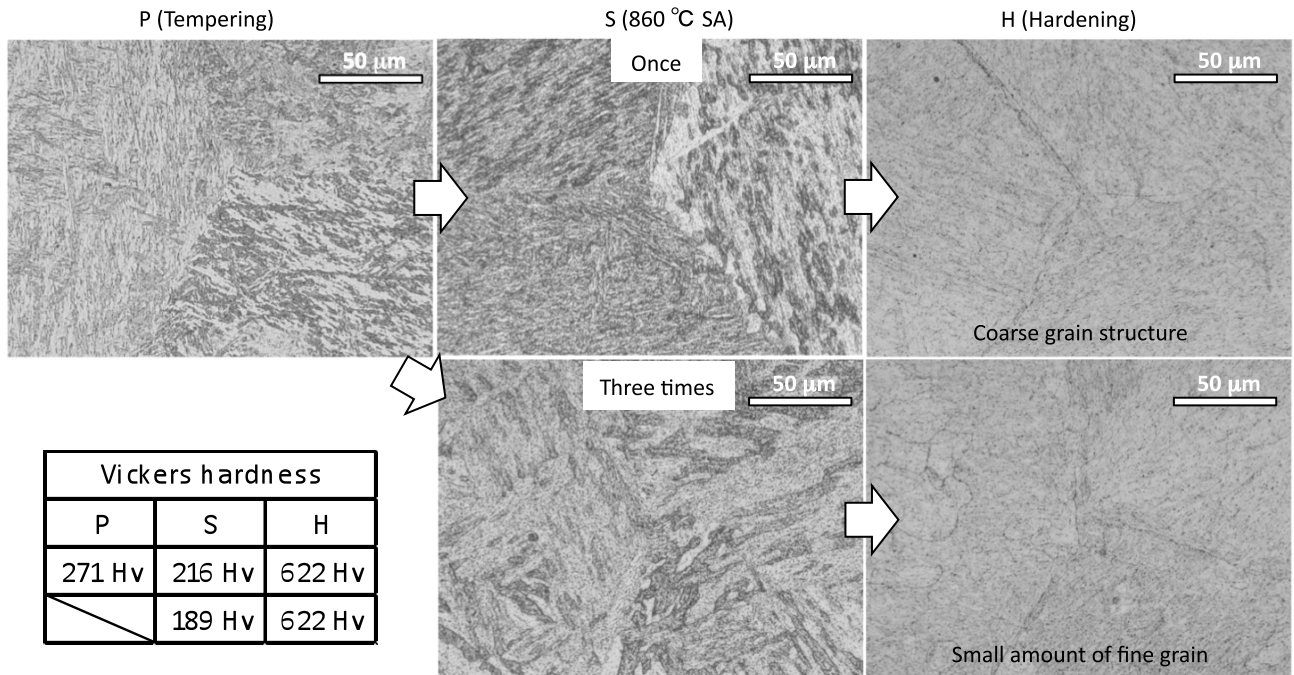 P (Tempering)
S (860 ℃ SA)
H (Hardening)
50 μm
Once
50 μm
50 μm
Coarse grain structure
Three times
50 μm
50 μm
Small amount of fine grain
Vickers hardness
P S H
271 Hv 216 Hv 622 Hv
189 Hv 622 Hv